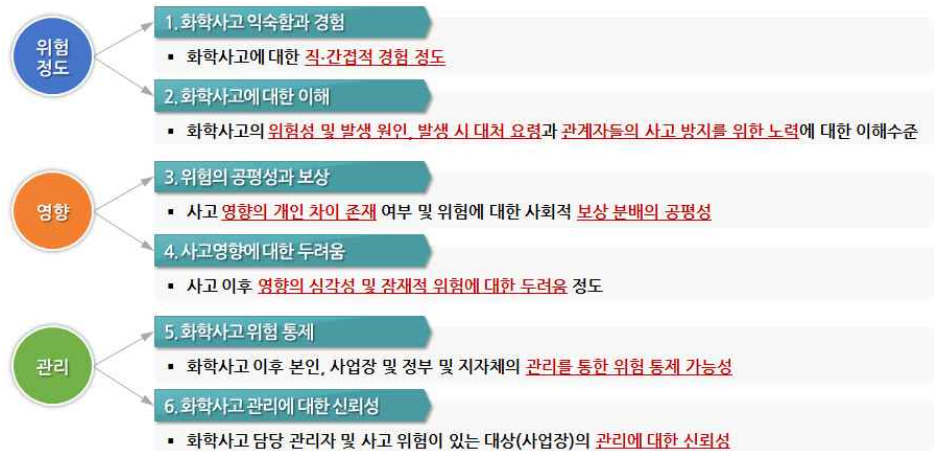 위험
정도
1. 화학사고 익숙함과 경험
▪ 화학사고에 대한 직·간접적 경험 정도
2. 화학사고에 대한 이해
▪ 화학사고의 위험성 및 발생 원인, 발생 시 대처 요령과 관계자들의 사고 방지를 위한 노력에 대한 이해수준
영향
3. 위험의 공평성과 보상
▪ 사고 영향의 개인 차이 존재 여부 및 위험에 대한 사회적 보상 분배의 공평성
4. 사고영향에 대한 두려움
▪ 사고 이후 영향의 심각성 및 잠재적 위험에 대한 두려움 정도
관리
5. 화학사고 위험 통제
▪ 화학사고 이후 본인, 사업장 및 정부 및 지자체의 관리를 통한 위험 통제 가능성
6. 화학사고 관리에 대한 신뢰성
▪ 화학사고 담당 관리자 및 사고 위험이 있는 대상(사업장)의 관리에 대한 신뢰성